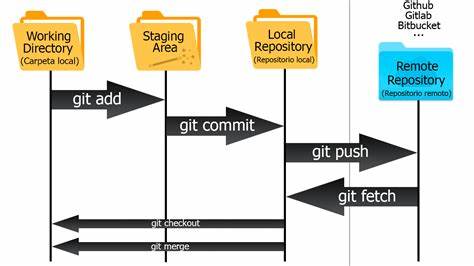 Github
Gitlab
Bitbucket
...
Working
Directory
(Carpeta local)
Staging
Area
Local
Repository
(Repositorio local)
Remote
Repository
(Repositorio remoto)
git add
git commit
git push
git fetch
git checkout
git merge